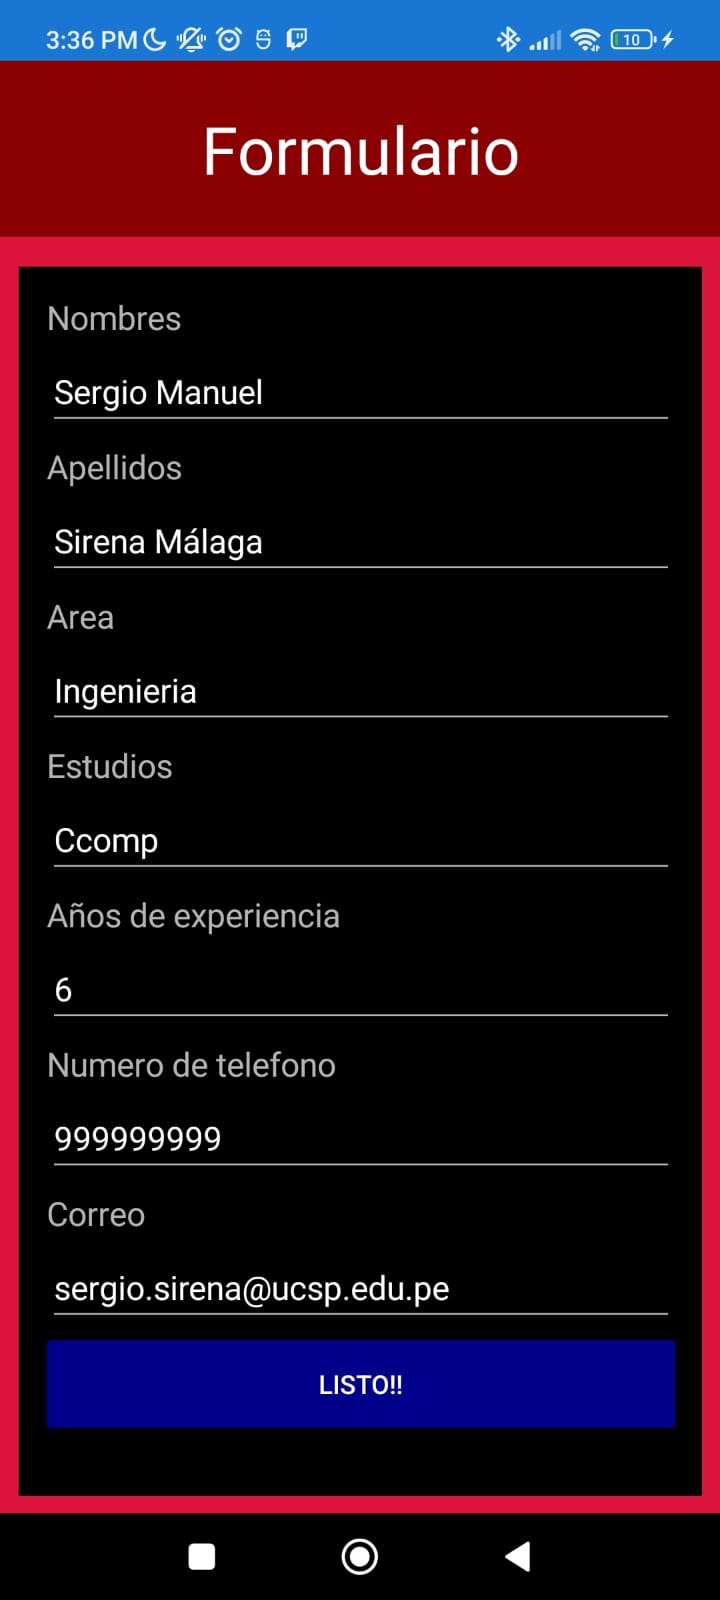 3:36 PM
10
Formulario
Nombres
Sergio Manuel
Apellidos
Sirena Málaga
Area
Ingenieria
Estudios
Ccomp
Años de experiencia
6
Numero de telefono
999999999
Correo
sergio.sirena@ucsp.edu.pe
LISTO!!